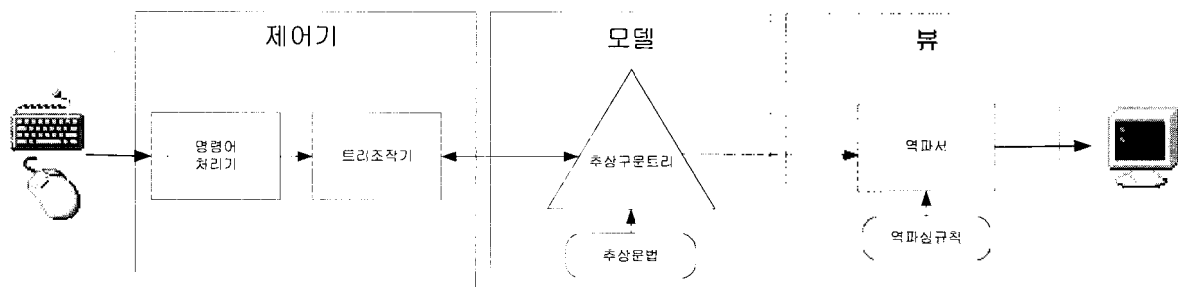 제어기
모델
뷰
명령어
처리기
트리조작기
추상구문트리
역파서
추상문법
역파싱규칙